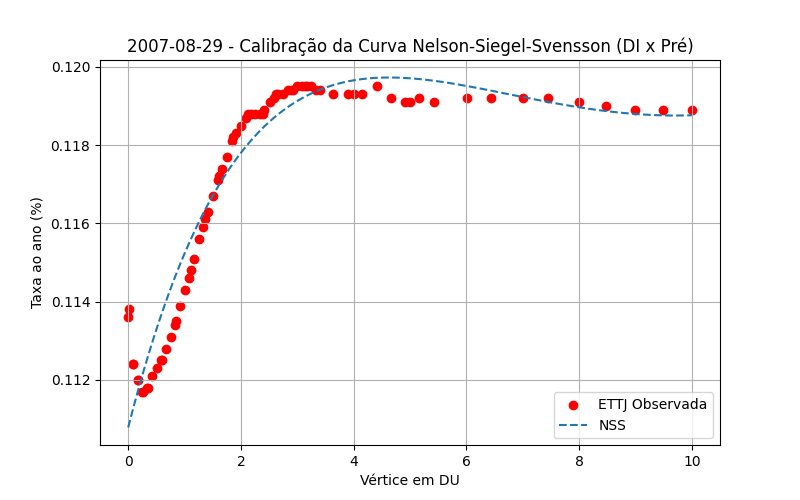 2007-08-29 - Calibração da Curva Nelson-Siegel-Svensson (DI x Pré)
0.120
0.118
0.116
0.114
0.112
Taxa ao ano (%)
ETTJ Observada
NSS
0 2 4 6 8 10
Vértice em DU